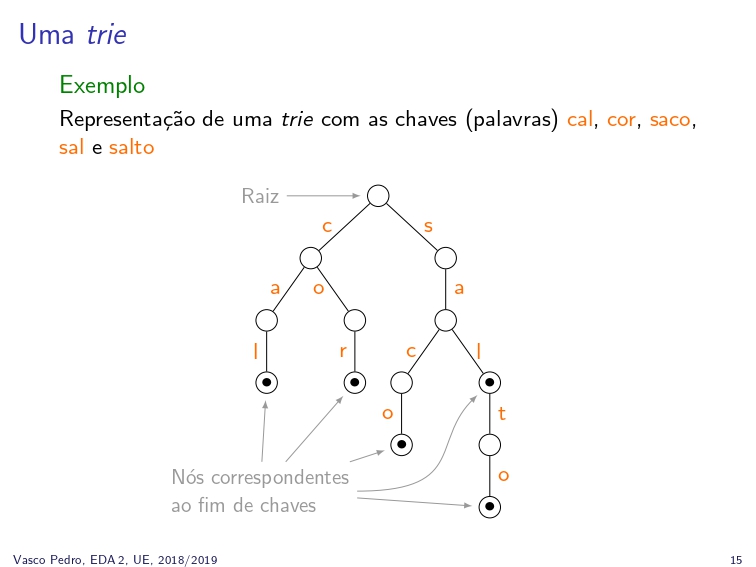 Uma trie
Exemplo
Representação de uma trie com as chaves (palavras) cal, cor, saco,
sal e salto
Raiz
c
s
a
o
a
l
r
c
l
o
t
o
Nós correspondentes
ao fim de chaves
Vasco Pedro, EDA 2, UE, 2018/2019
15